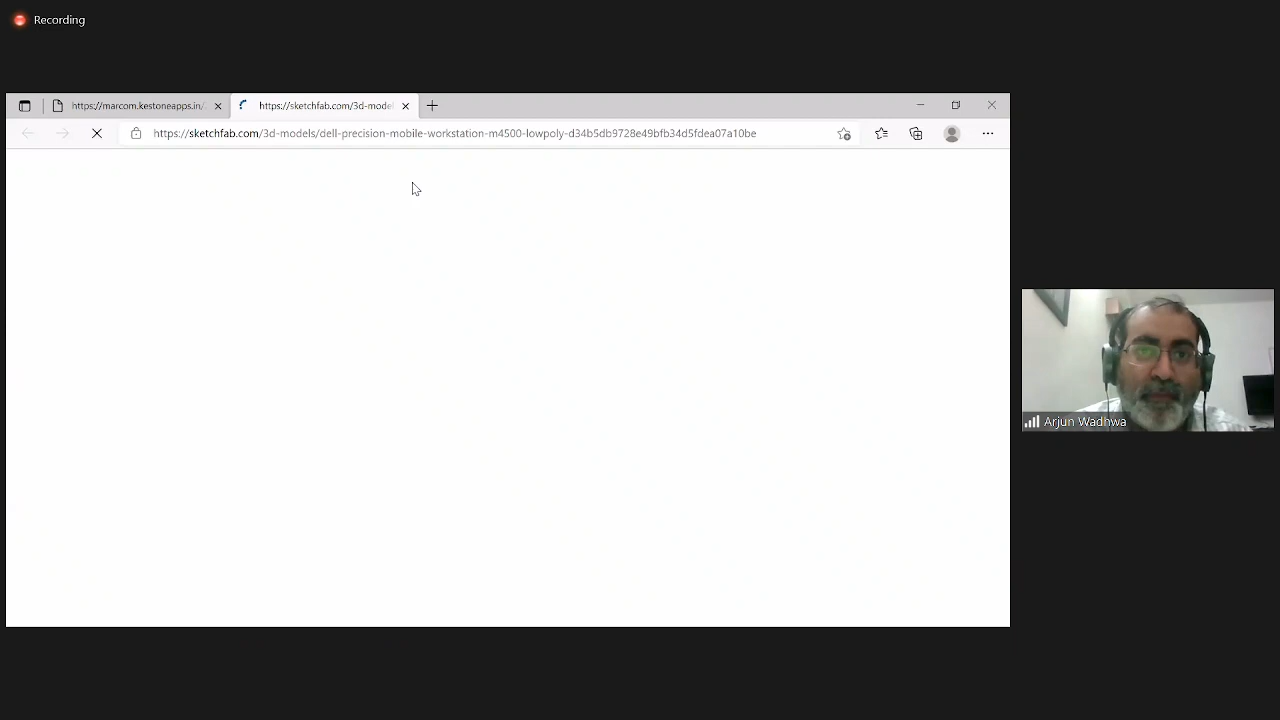 Recording
https://marcom.kestoneapps.in/
https://sketchfab.com/3d-model
https://sketchfab.com/3d-models/dell-precision-mobile-workstation-m4500-lowpoly-d34b5db9728e49bfb34d5fdea07a10be
Arjun Wadhwa